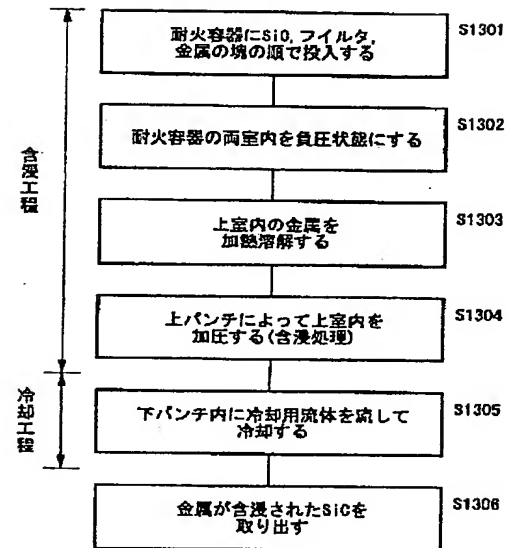 耐火容器にSiO, フイルタ,
金属の塊の順で投入する
S1301
耐火容器の両室内を負圧状態にする
S1302
上室内の金属を
加熱溶解する
S1303
上パンチによって上室内を
加圧する(含浸処理)
S1304
下パンチ内に冷却用流体を流して
冷却する
S1305
金属が含浸されたSiCを
取り出す
S1306
含浸工程
冷却工程